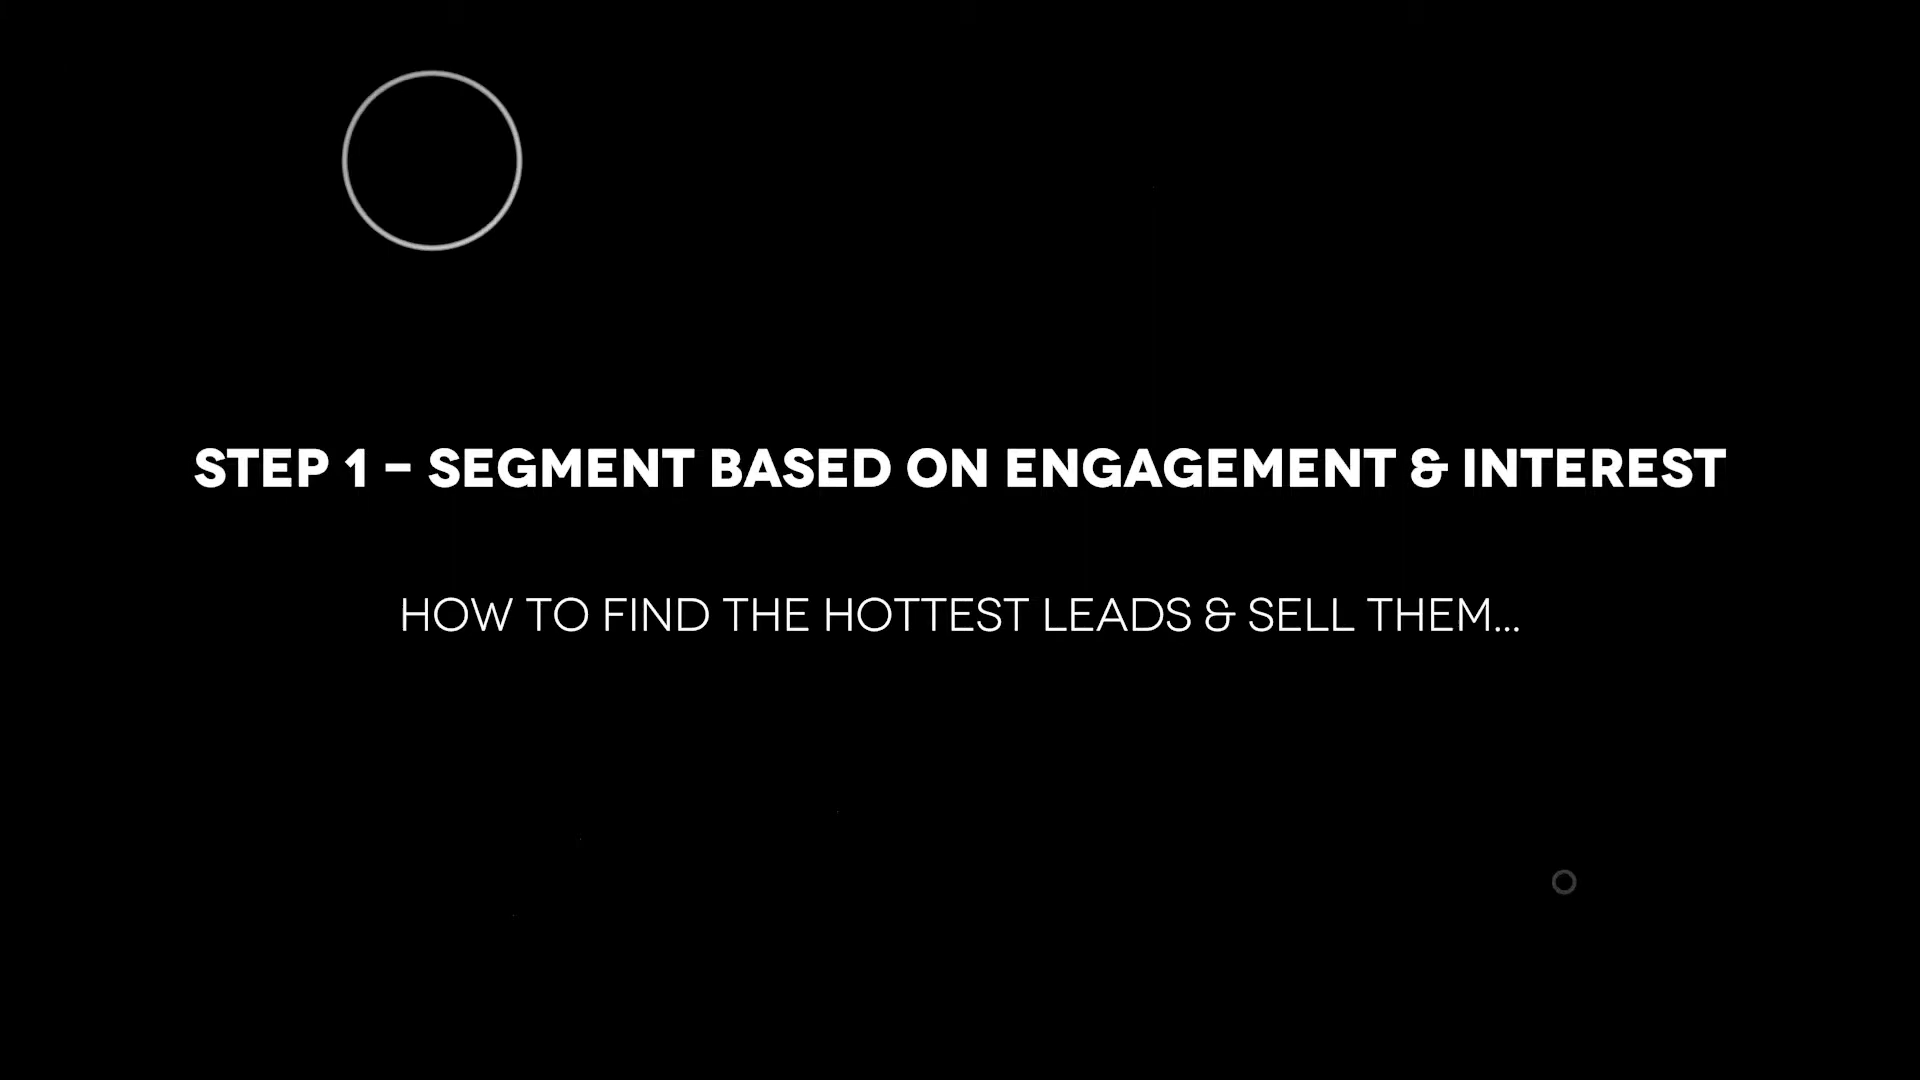 STEP 1 – SEGMENT BASED ON ENGAGEMENT & INTEREST
HOW TO FIND THE HOTTEST LEADS & SELL THEM...